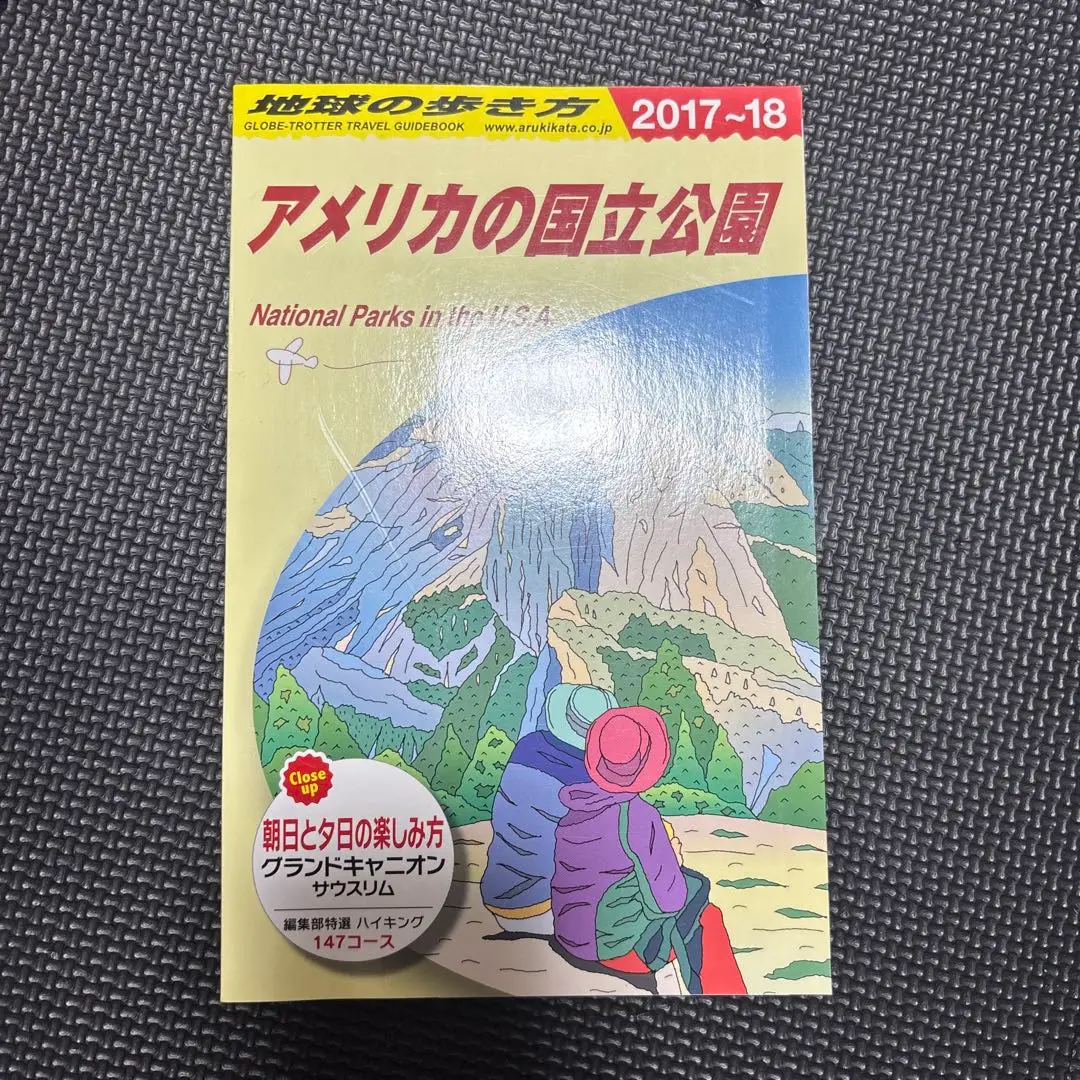 地球の歩き方
GLOBE-TROTTER TRAVEL GUIDEBOOK www.arukikata.co.jp
2017~18
アメリカの国立公園
National Parks in the U.S.A.
Close up
朝日と夕日の楽しみ方
グランドキャニオン
サウスリム
編集部特選 ハイキング
147コース